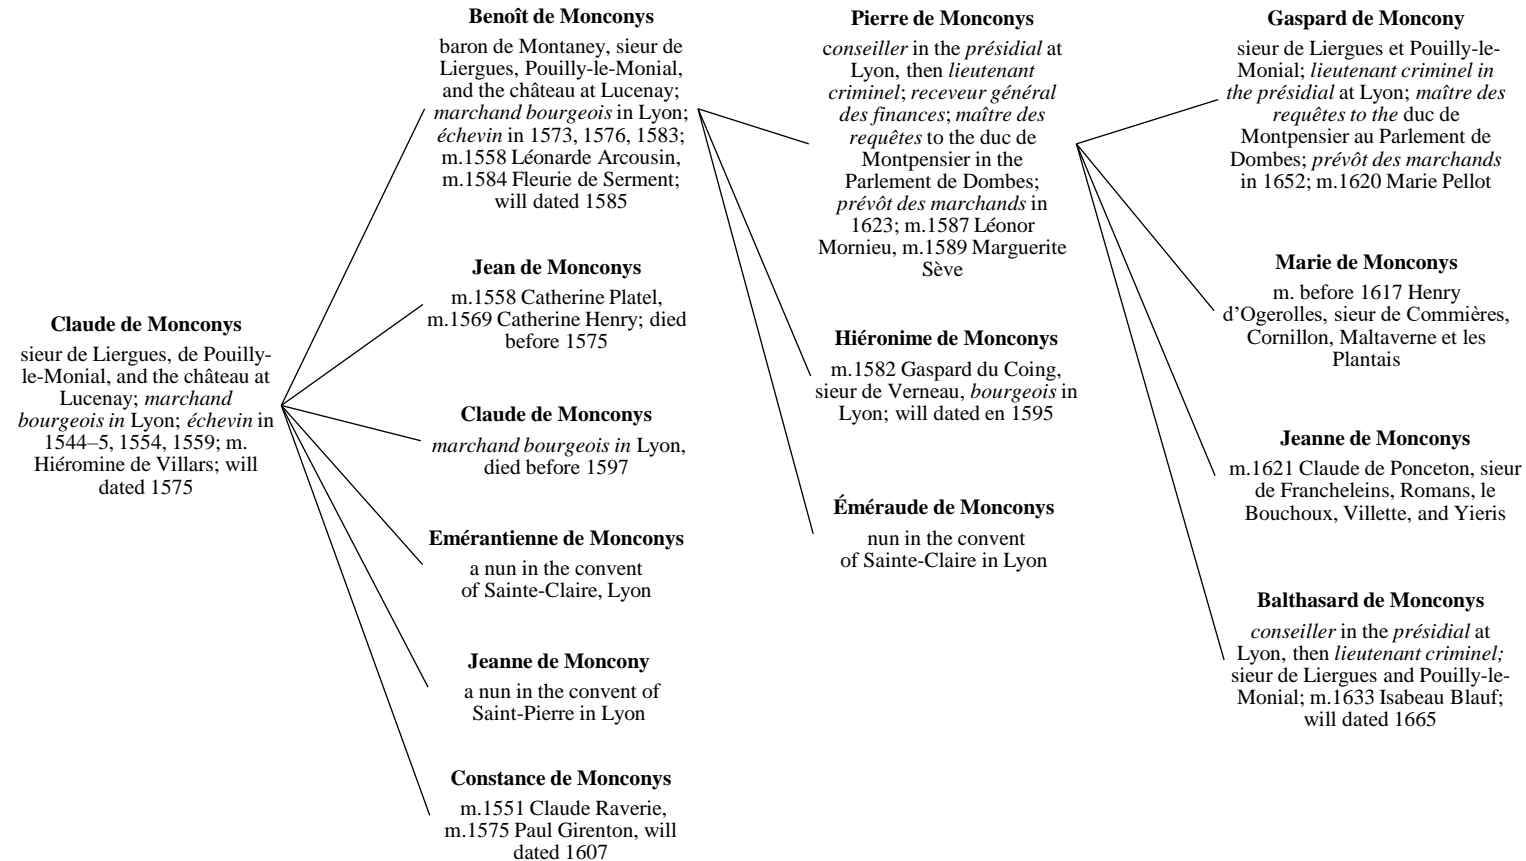 Claude de Monconys
sieur de Liergues, de Pouilly-
le-Monial, and the château at
Lucenay; marchand
bourgeois in Lyon; échevin in
1544–5, 1554, 1559; m.
Hiéromine de Villars; will
dated 1575
Benoît de Monconys
baron de Montaney, sieur de
Liergues, Pouilly-le-Monial,
and the château at Lucenay;
marchand bourgeois in Lyon;
échevin in 1573, 1576, 1583;
m.1558 Léonarde Arcousin,
m.1584 Fleurie de Serment;
will dated 1585
Jean de Monconys
m.1558 Catherine Platel,
m.1569 Catherine Henry; died
before 1575
Claude de Monconys
marchand bourgeois in Lyon,
died before 1597
Emérantienne de Monconys
a nun in the convent
of Sainte-Claire, Lyon
Jeanne de Moncony
a nun in the convent of
Saint-Pierre in Lyon
Constance de Monconys
m.1551 Claude Raverie,
m.1575 Paul Girenton, will
dated 1607
Pierre de Monconys
conseiller in the présidial at
Lyon, then lieutenant
criminel; receveur général
des finances; maître des
requêtes to the duc de
Montpensier in the
Parlement de Dombes;
prévôt des marchands in
1623; m.1587 Léonor
Mornieu, m.1589 Marguerite
Sève
Hiéronime de Monconys
m.1582 Gaspard du Coing,
sieur de Verneau, bourgeois in
Lyon; will dated en 1595
Éméraude de Monconys
nun in the convent
of Sainte-Claire in Lyon
Gaspard de Moncony
sieur de Liergues et Pouilly-le-
Monial; lieutenant criminel in
the présidial at Lyon; maître des
requêtes to the duc de
Montpensier au Parlement de
Dombes; prévôt des marchands
in 1652; m.1620 Marie Pellot
Marie de Monconys
m. before 1617 Henry
d’Ogerolles, sieur de Commières,
Cornillon, Maltaverne et les
Plantais
Jeanne de Monconys
m.1621 Claude de Ponceton, sieur
de Francheleins, Romans, le
Bouchoux, Villette, and Yieris
Balthasard de Monconys
conseiller in the présidial at
Lyon, then lieutenant criminel;
sieur de Liergues and Pouilly-le-
Monial; m.1633 Isabeau Blauf;
will dated 1665